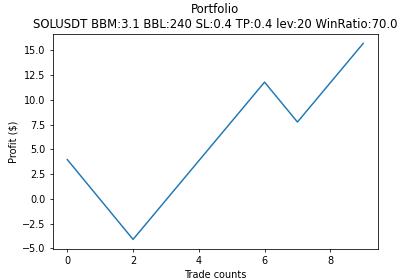 Portfolio
SOLUSDT BBM:3.1 BBL:240 SL:0.4 TP:0.4 lev:20 WinRatio:70.0
15.0
12.5
10.0
7.5
5.0
2.5
0.0
−2.5
−5.0
Profit ($)
0 2 4 6 8
Trade counts